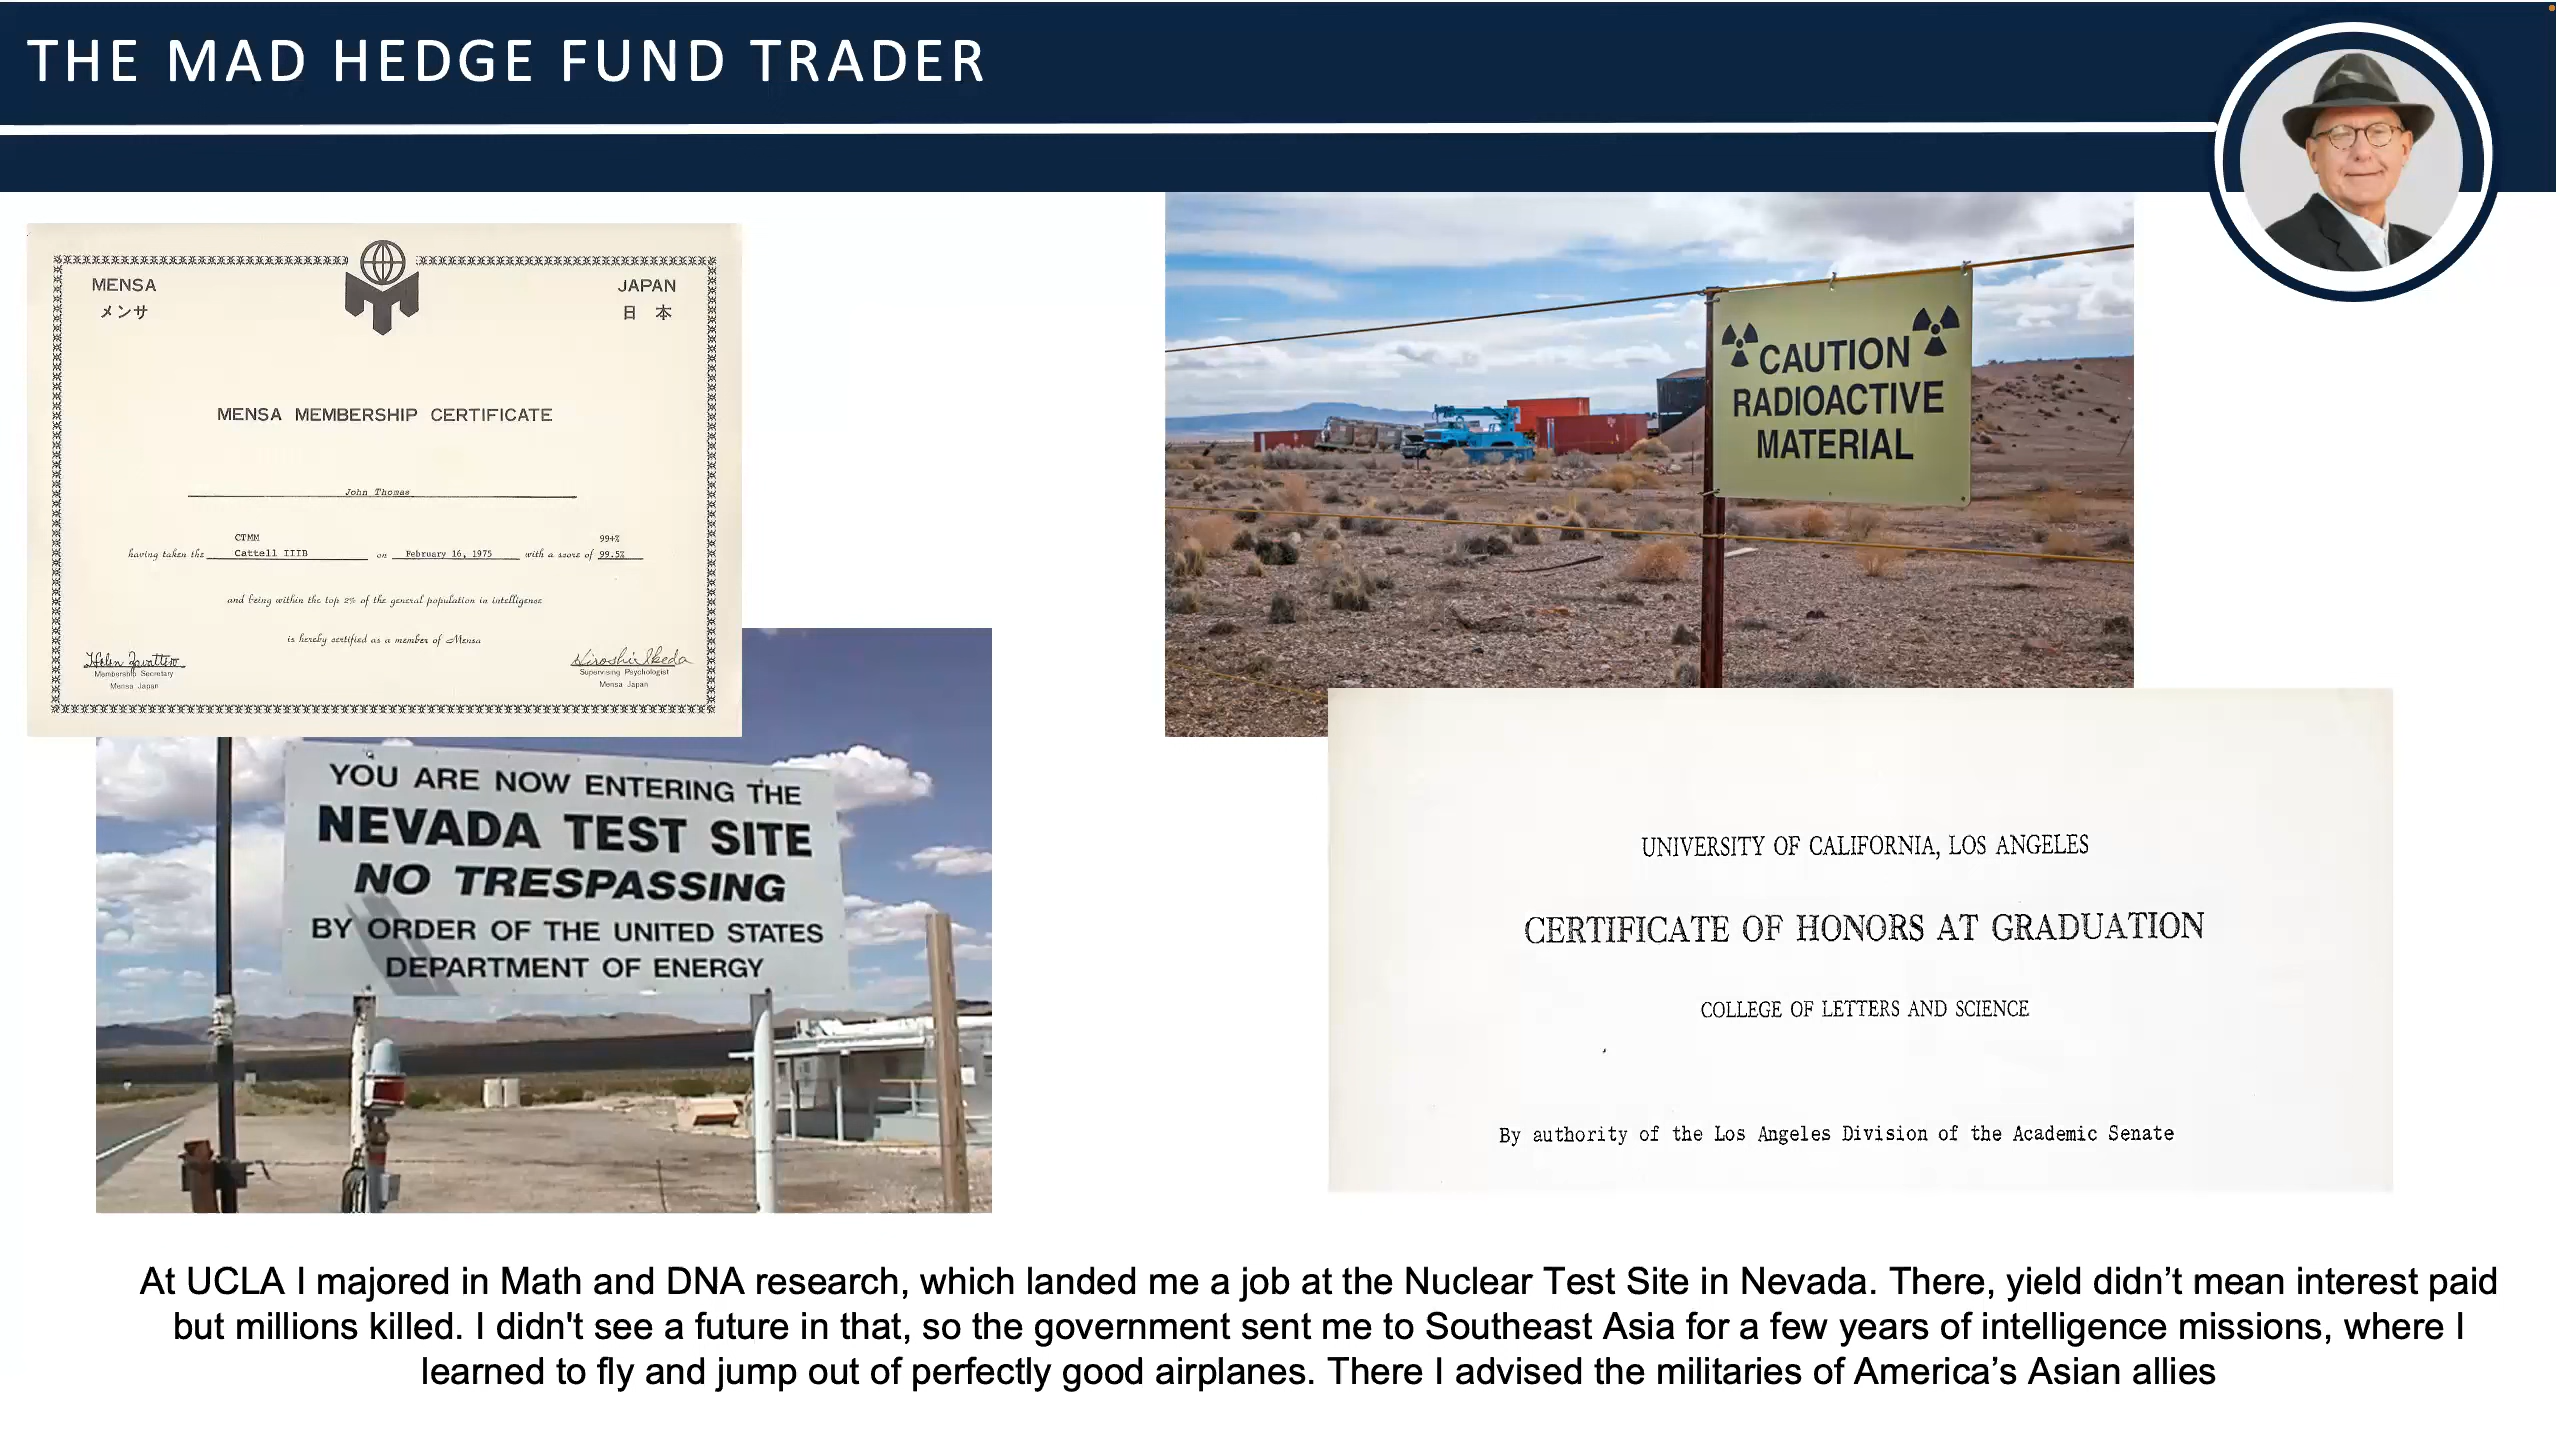 THE MAD HEDGE FUND TRADER
MENSA
メンサ
JAPAN
日 本
MENSA MEMBERSHIP CERTIFICATE
John Thomas
CTMM
99+%
having taken the Cattell IIIB on February 16, 1975 with a score of 99.5%
and being within the top 2% of the general population in intelligence
is hereby certified as a member of Mensa
Membership Secretary
Mensa Japan
Hiroshi Ikeda
Supervising Psychologist
Mensa Japan
CAUTION
RADIOACTIVE
MATERIAL
YOU ARE NOW ENTERING THE
NEVADA TEST SITE
NO TRESPASSING
BY ORDER OF THE UNITED STATES
DEPARTMENT OF ENERGY
UNIVERSITY OF CALIFORNIA, LOS ANGELES
CERTIFICATE OF HONORS AT GRADUATION
COLLEGE OF LETTERS AND SCIENCE
By authority of the Los Angeles Division of the Academic Senate
At UCLA I majored in Math and DNA research, which landed me a job at the Nuclear Test Site in Nevada. There, yield didn’t mean interest paid
but millions killed. I didn't see a future in that, so the government sent me to Southeast Asia for a few years of intelligence missions, where I
learned to fly and jump out of perfectly good airplanes. There I advised the militaries of America’s Asian allies